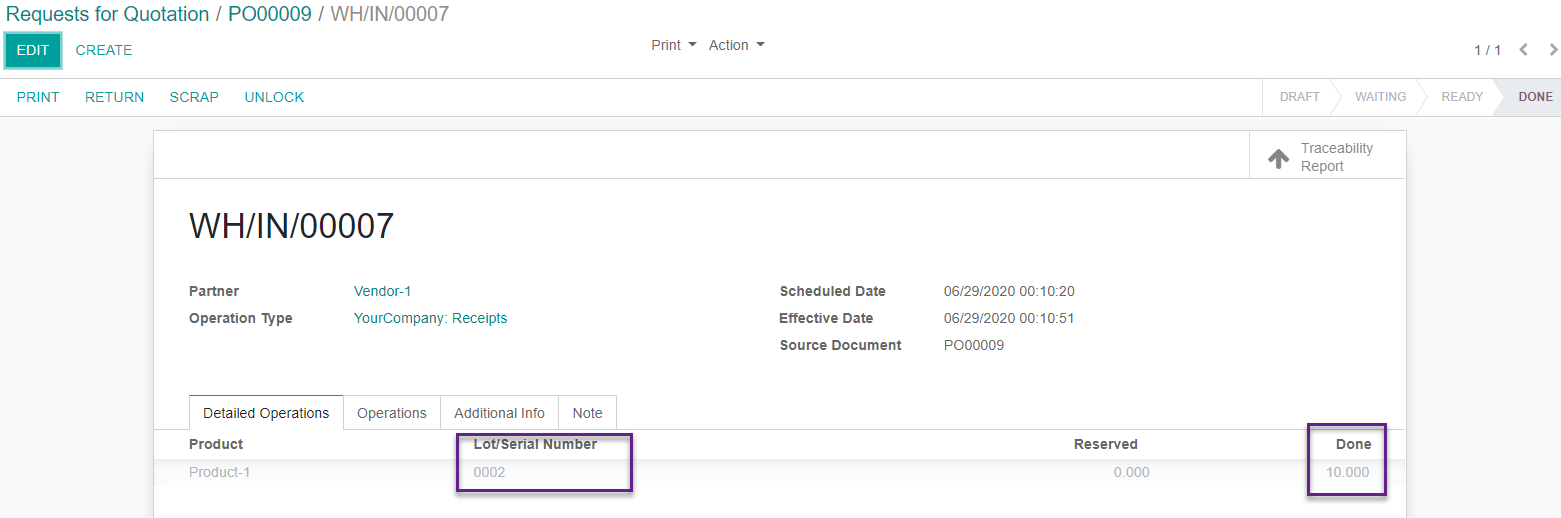 Requests for Quotation / PO00009 / WH/IN/00007
EDIT CREATE Print Action 1 / 1
PRINT RETURN SCRAP UNLOCK DRAFT WAITING READY DONE
Traceability
Report
WH/IN/00007
Partner Vendor-1 Scheduled Date 06/29/2020 00:10:20
Operation Type YourCompany: Receipts Effective Date 06/29/2020 00:10:51
Source Document PO00009
Detailed Operations Operations Additional Info Note
Product Lot/Serial Number Reserved Done
Product-1 0002 0.000 10.000